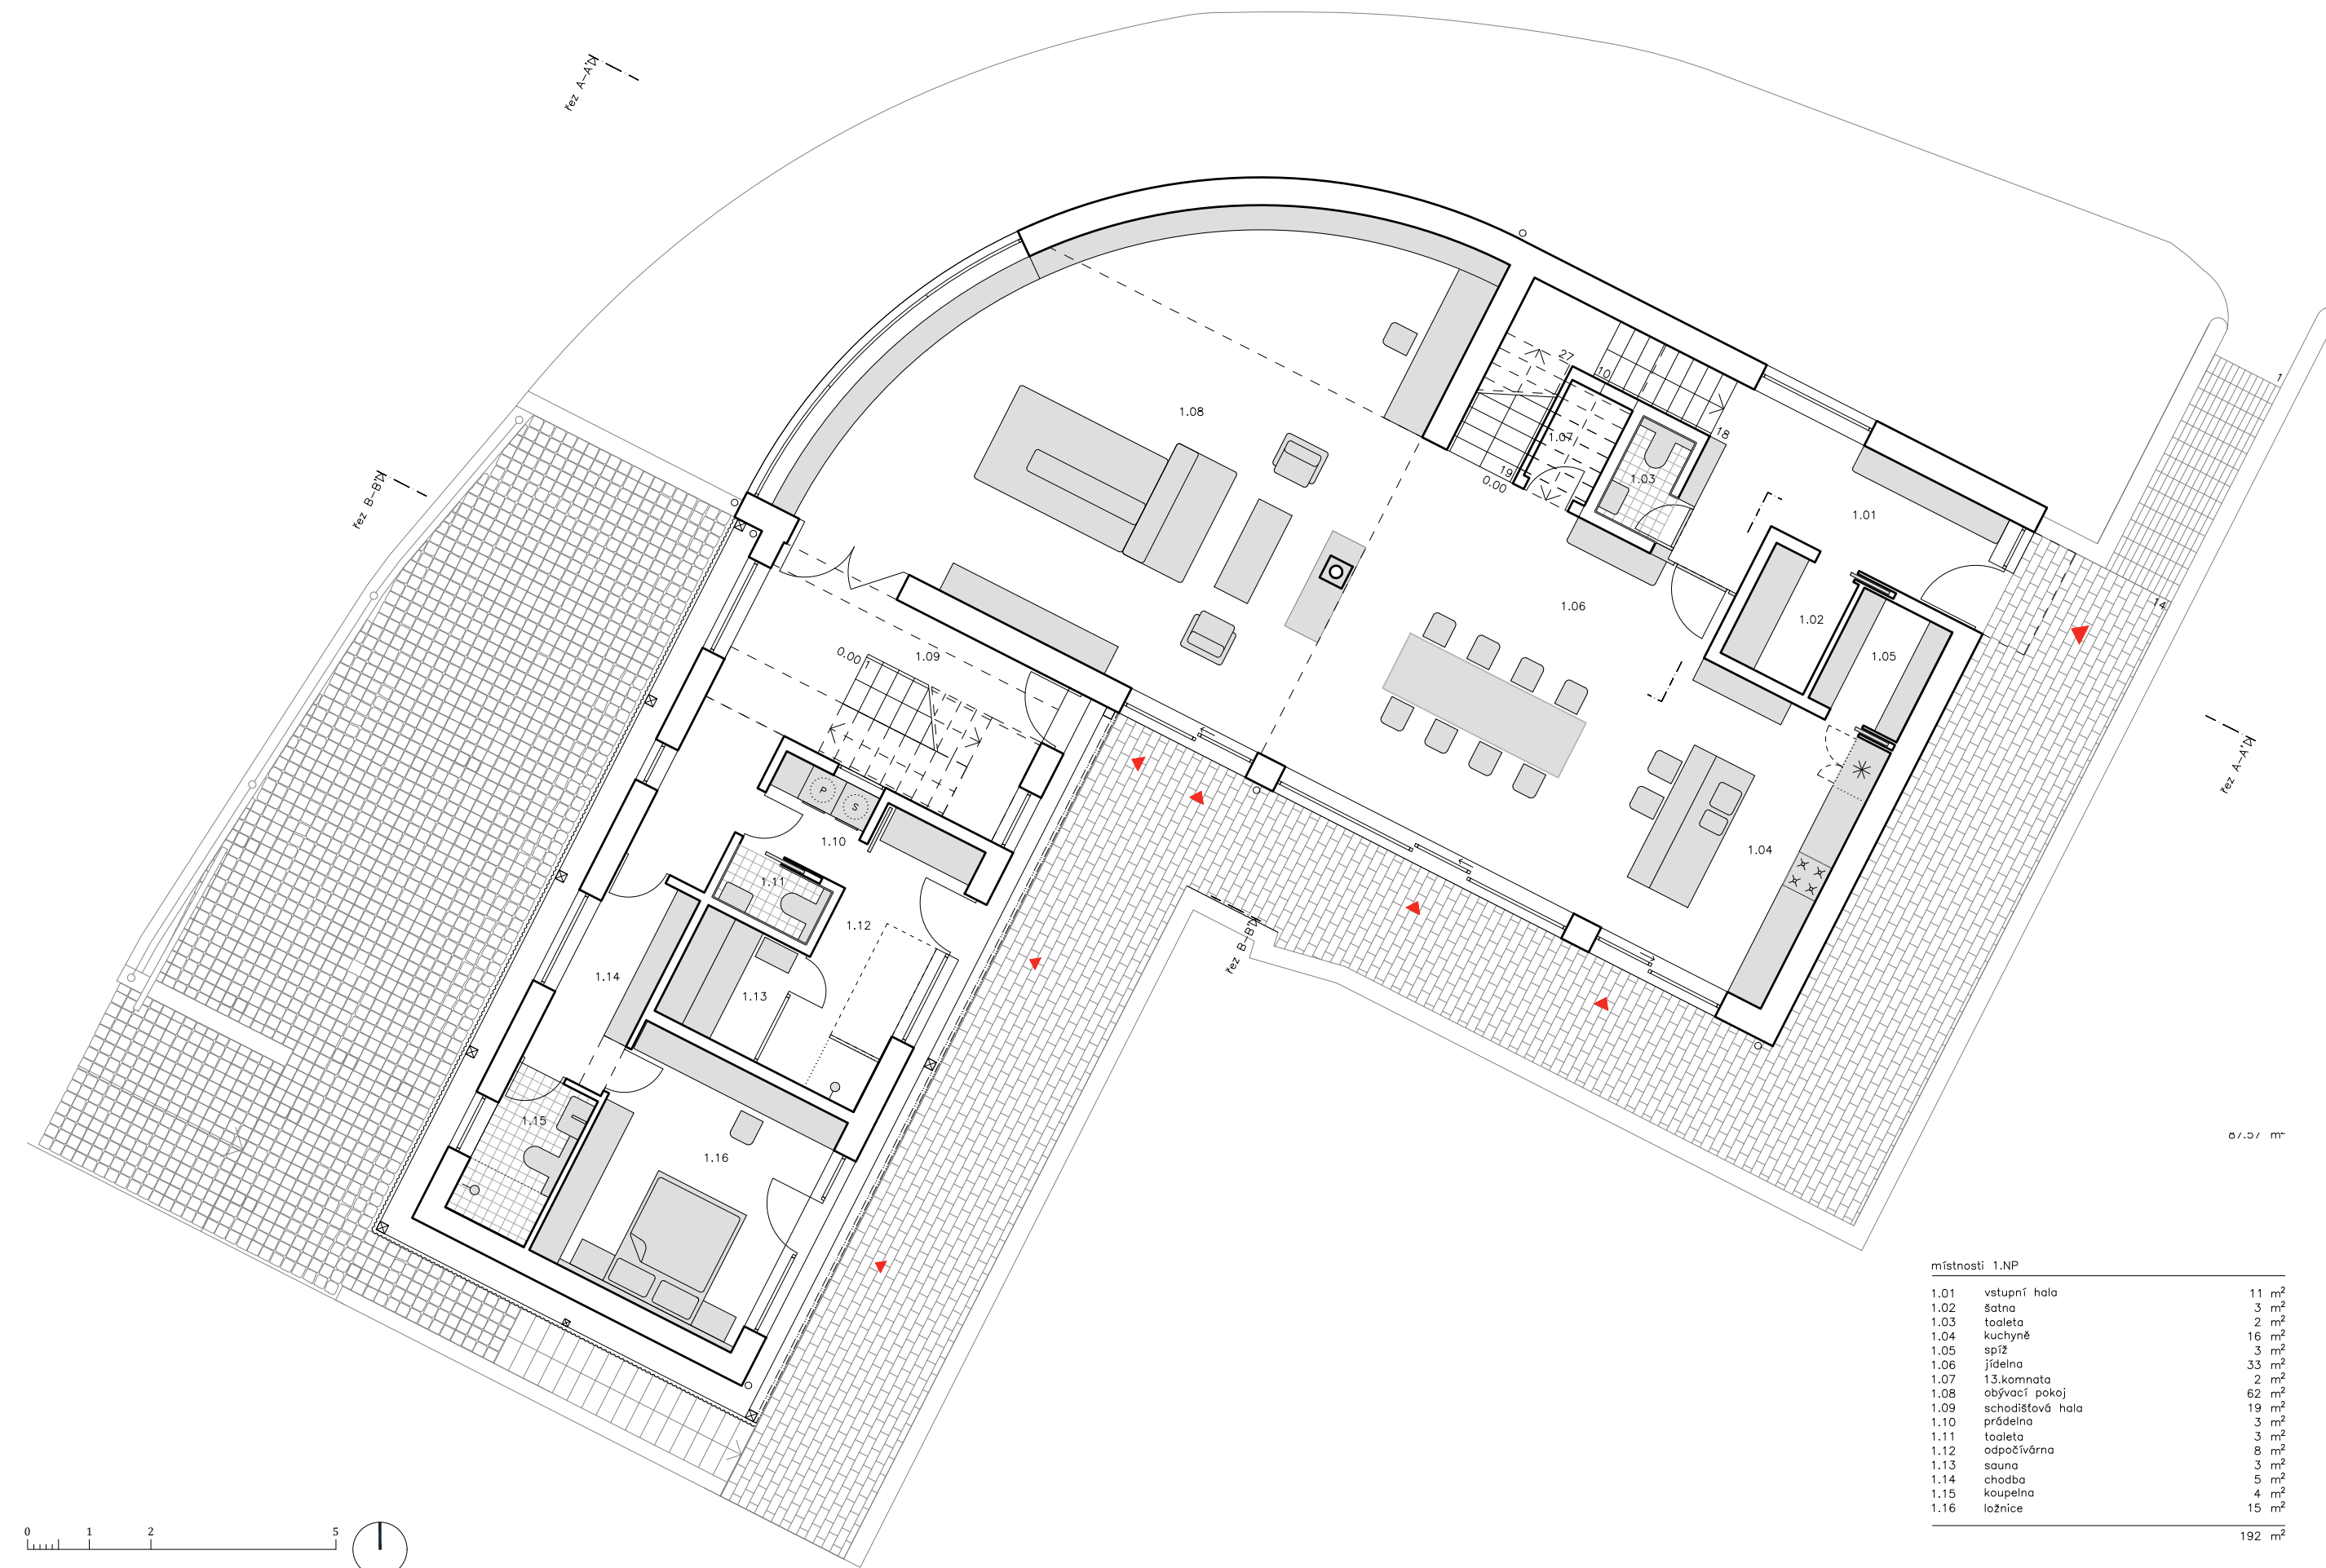 řez A–A'
řez B–B'
1
27
10
1.08
18
1.07
19
0.00
1.03
1.01
14
1.06
1.02
1.05
0.00
1
1.09
řez A–A'
P
S
1.10
1.04
1.11
1.12
řez B–B'
1.14
1.13
1.15
1.16
87.57 m²
místnosti 1.NP
1.01 vstupní hala 11 m²
1.02 šatna 3 m²
1.03 toaleta 2 m²
1.04 kuchyně 16 m²
1.05 spíž 3 m²
1.06 jídelna 33 m²
1.07 13.komnata 2 m²
1.08 obývací pokoj 62 m²
1.09 schodišťová hala 19 m²
1.10 prádelna 3 m²
1.11 toaleta 3 m²
1.12 odpočívárna 8 m²
1.13 sauna 3 m²
1.14 chodba 5 m²
1.15 koupelna 4 m²
1.16 ložnice 15 m²
192 m²
0 1 2 5